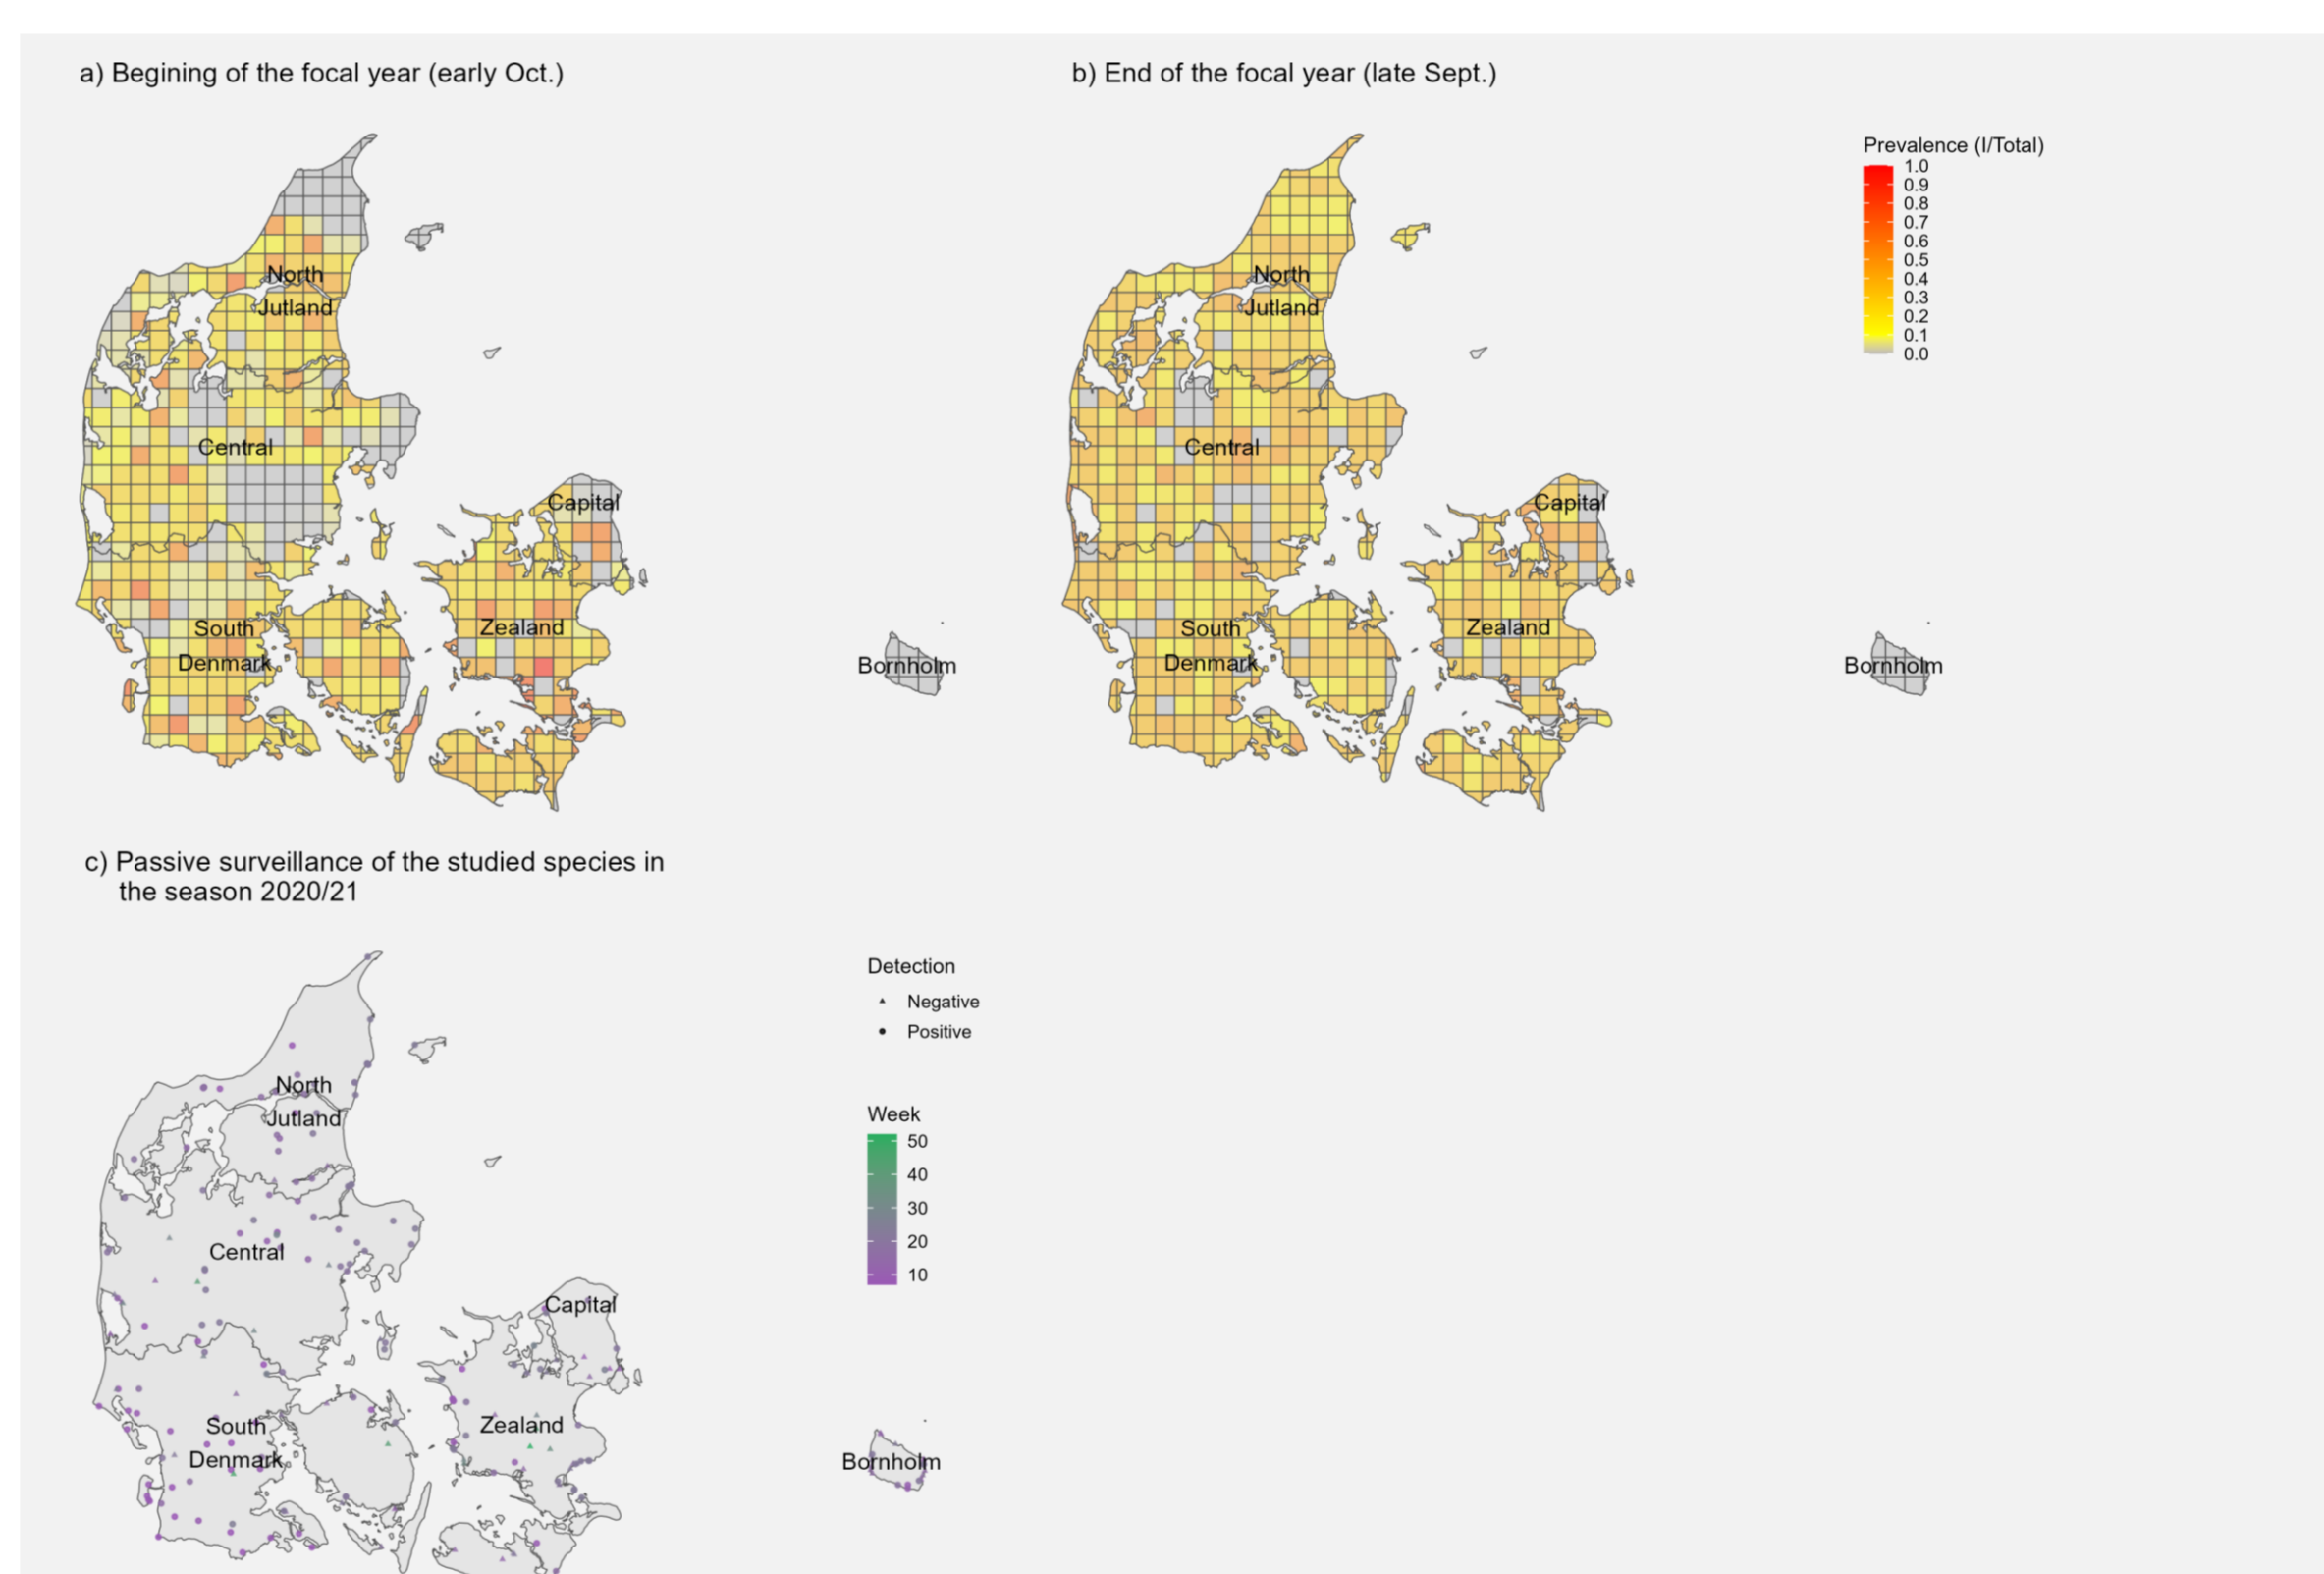 a) Begining of the focal year (early Oct.)
North
Jutland
Central
Capital
South
Denmark
Zealand
Bornholm
b) End of the focal year (late Sept.)
North
Jutland
Central
Capital
South
Denmark
Zealand
Bornholm
Prevalence (I/Total)
1.0
0.9
0.8
0.7
0.6
0.5
0.4
0.3
0.2
0.1
0.0
c) Passive surveillance of the studied species in
the season 2020/21
North
Jutland
Central
Capital
South
Denmark
Zealand
Bornholm
Detection
Negative
Positive
Week
50
40
30
20
10